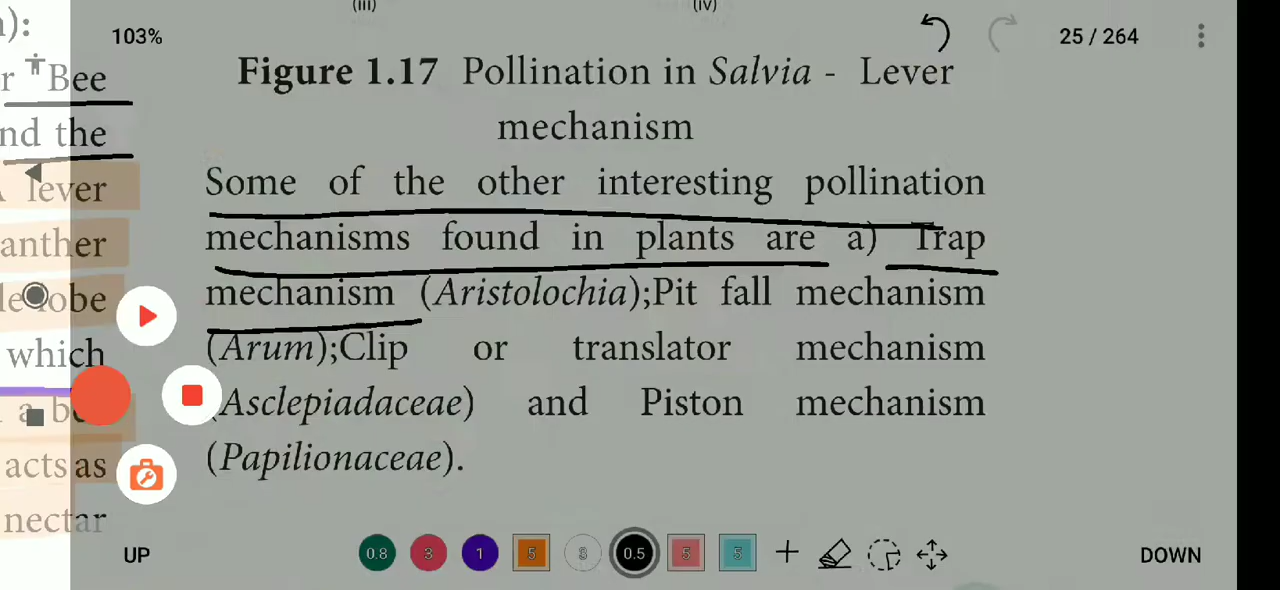 (iii) (iv)
n):
103%
25 / 264
r Bee
Figure 1.17 Pollination in Salvia - Lever
mechanism
nd the
lever
Some of the other interesting pollination
anther
mechanisms found in plants are a) Trap
lobe
mechanism (Aristolochia);Pit fall mechanism
which
(Arum);Clip or translator mechanism
a b
(Asclepiadaceae) and Piston mechanism
acts as
(Papilionaceae).
nectar
UP
0.8 3 1 5 3 0.5 5 5
DOWN